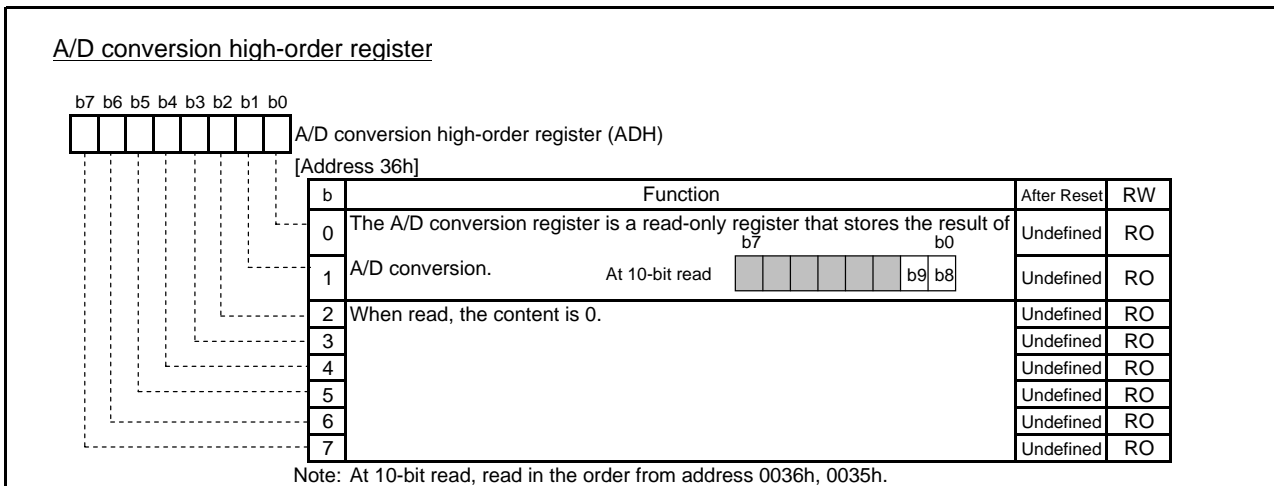 A/D conversion high-order register
b7 b6 b5 b4 b3 b2 b1 b0
A/D conversion high-order register (ADH)
[Address 36h]
b Function After Reset RW
0 The A/D conversion register is a read-only register that stores the result of Undefined RO
b7 b0
1 A/D conversion. At 10-bit read b9 b8 Undefined RO
2 When read, the content is 0. Undefined RO
3 Undefined RO
4 Undefined RO
5 Undefined RO
6 Undefined RO
7 Undefined RO
Note: At 10-bit read, read in the order from address 0036h, 0035h.